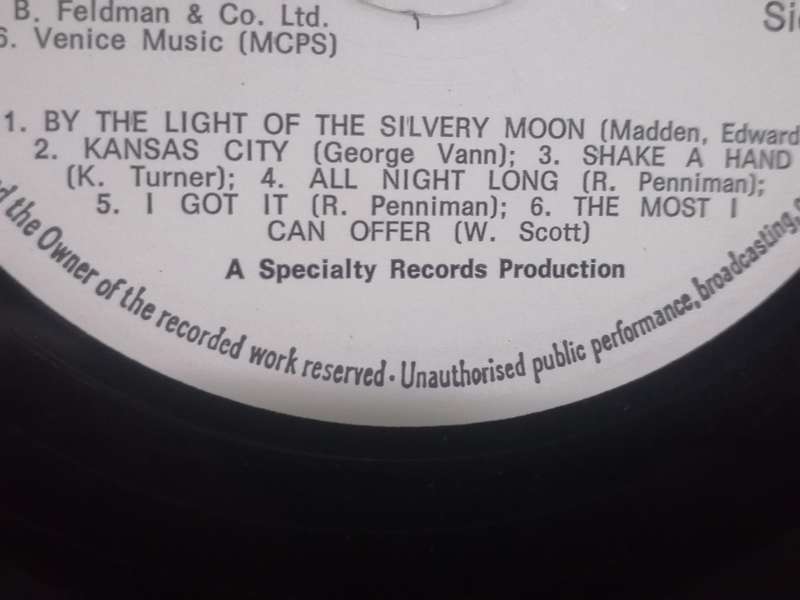 B. Feldman & Co. Ltd.
6. Venice Music (MCPS)
1. BY THE LIGHT OF THE SILVERY MOON (Madden, Edward
2. KANSAS CITY (George Vann); 3. SHAKE A HAND
(K. Turner); 4. ALL NIGHT LONG (R. Penniman);
5. I GOT IT (R. Penniman); 6. THE MOST I
CAN OFFER (W. Scott)
A Specialty Records Production
the Owner of the recorded work reserved · Unauthorised public performance, broadcasting,